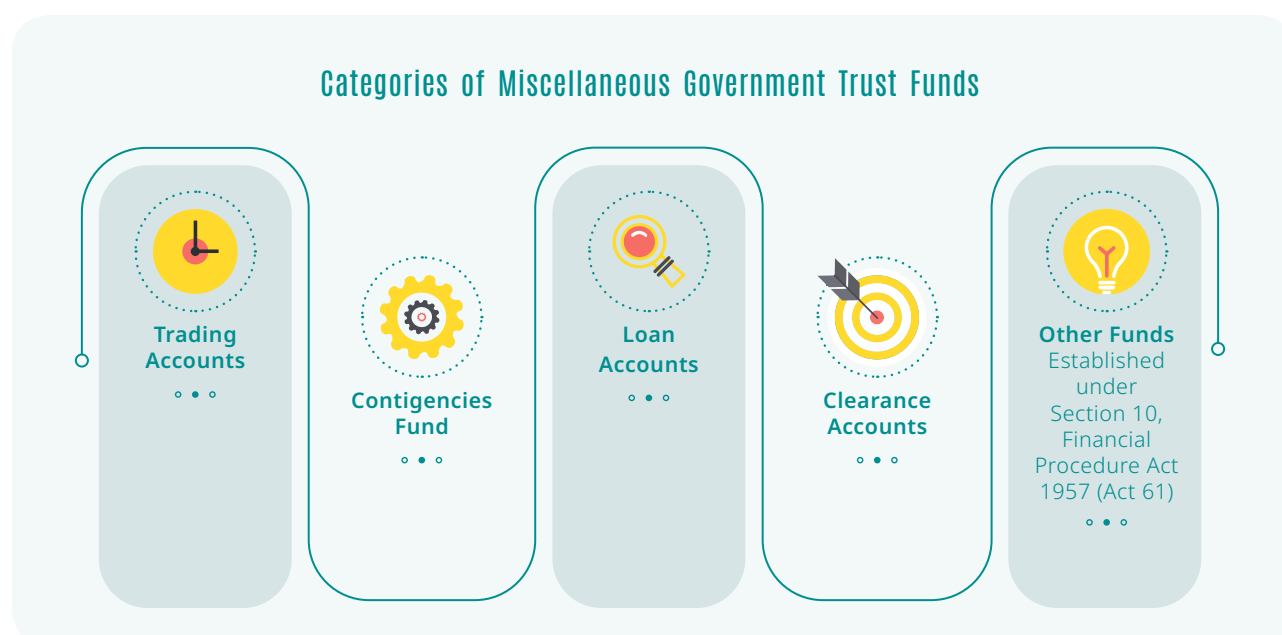 Categories of Miscellaneous Government Trust Funds
Trading
Accounts
Contigencies
Fund
Loan
Accounts
Clearance
Accounts
Other Funds
Established
under
Section 10,
Financial
Procedure Act
1957 (Act 61)